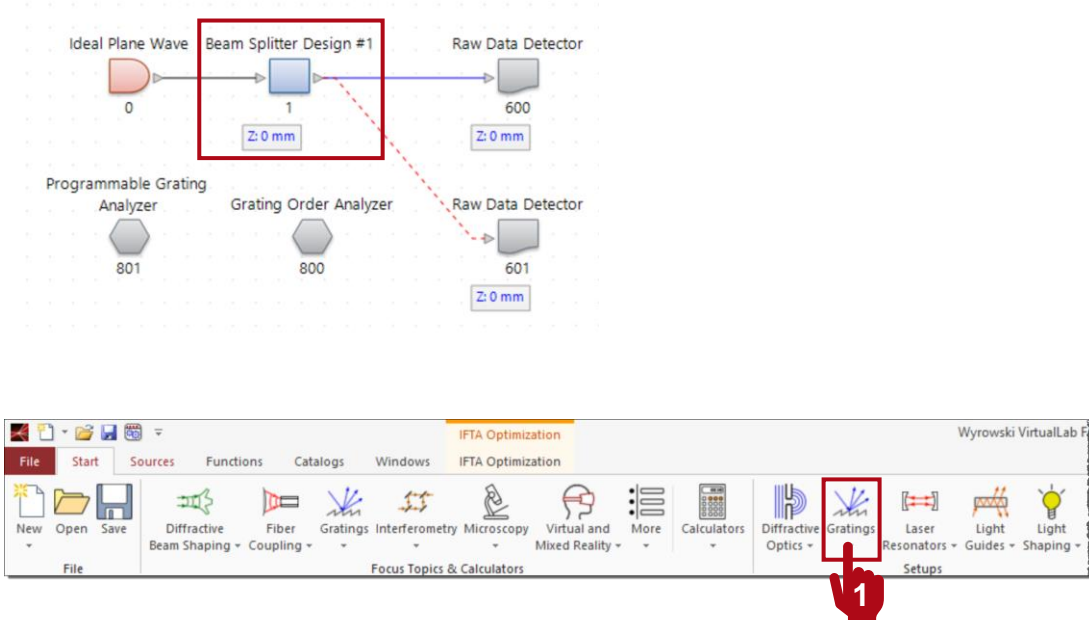 Ideal Plane Wave Beam Splitter Design #1 Raw Data Detector
0 1 600
Z: 0 mm Z: 0 mm
Programmable Grating
Analyzer Grating Order Analyzer Raw Data Detector
801 800 601
Z: 0 mm
IFTA Optimization Wyrowski VirtualLab F
File Start Sources Functions Catalogs Windows IFTA Optimization
New Open Save Diffractive Fiber Gratings Interferometry Microscopy Virtual and More Calculators Diffractive Gratings Laser Light Light
Beam Shaping Coupling Mixed Reality Optics Resonators Guides Shaping
File Focus Topics & Calculators Setups
1